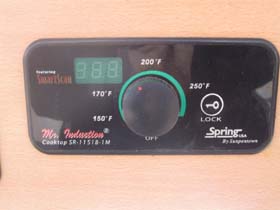 featuring
SmartScan
888
200°F
170°F
250°F
150°F
OFF
LOCK
Mr. Induction®
Cooktop SR-1151B-1M
Spring USA
By Sunpentown